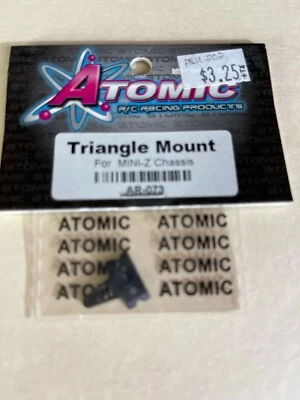 $3.25
ATOMIC
R/C RACING PRODUCTS
Triangle Mount
For MINI-Z Chassis
AR-073
ATOMIC ATOMIC
ATOMIC ATOMIC
ATOMIC ATOMIC
ATOMIC ATOMIC